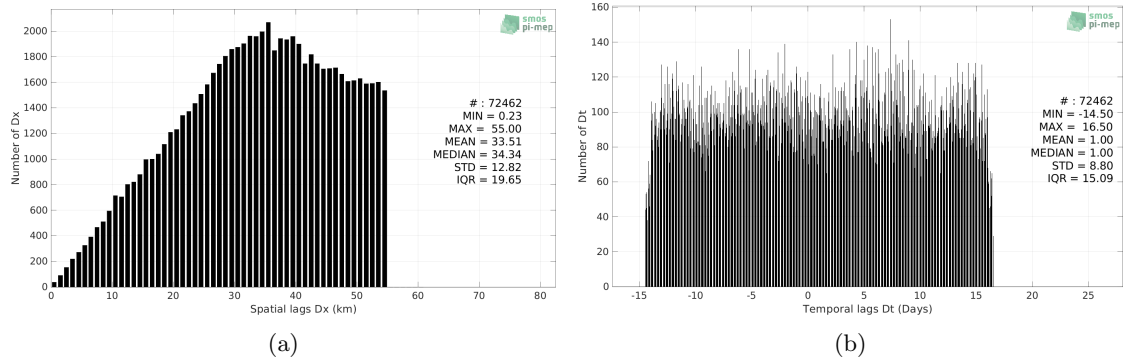 smos
pi-mep
2000
1800
1600
1400
1200
1000
800
600
400
200
0
Number of Dx
# : 72462
MIN = 0.23
MAX = 55.00
MEAN = 33.51
MEDIAN = 34.34
STD = 12.82
IQR = 19.65
0 10 20 30 40 50 60 70 80
Spatial lags Dx (km)
(a)
smos
pi-mep
160
140
120
100
80
60
40
20
0
Number of Dt
# : 72462
MIN = -14.50
MAX = 16.50
MEAN = 1.00
MEDIAN = 1.00
STD = 8.80
IQR = 15.09
-15 -10 -5 0 5 10 15 20 25
Temporal lags Dt (Days)
(b)